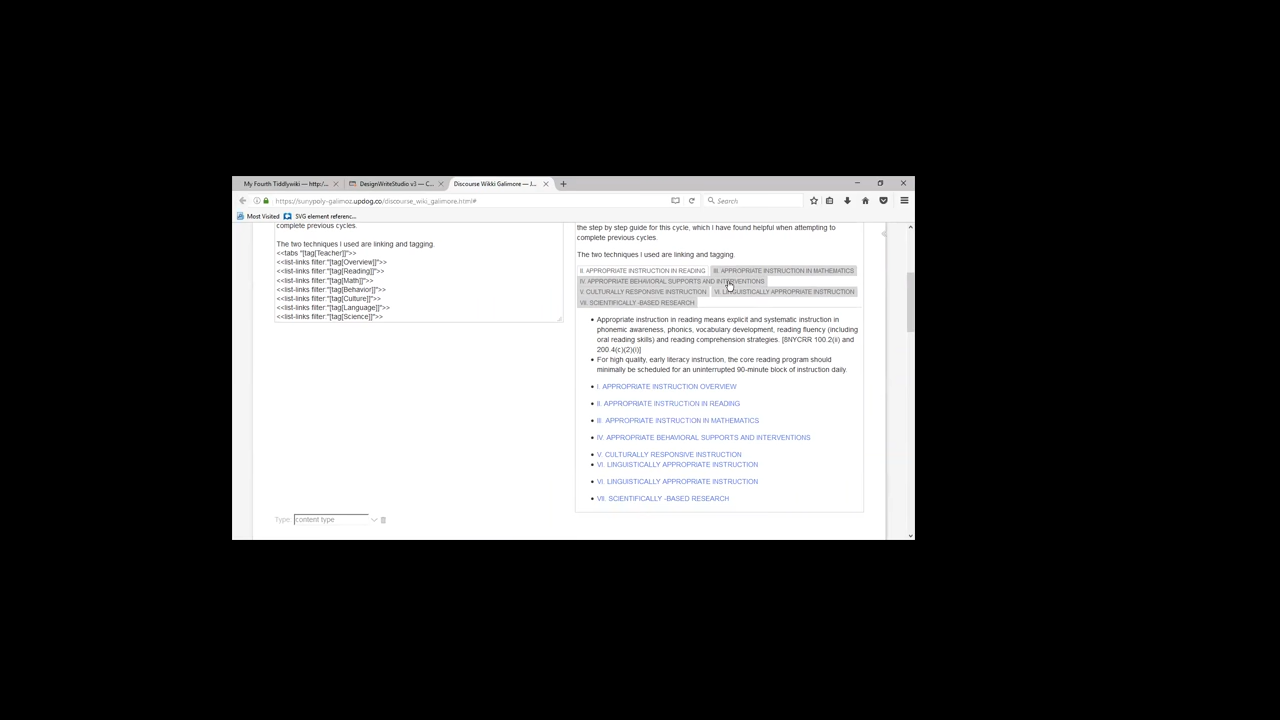 My Fourth Tiddlywiki — http:/...
DesignWriteStudio v3 — C...
Discourse Wikki Galimore — J...
https://sunypoly-galimoz.updog.co/discourse_wiki_galimore.html#
Search
Most Visited
SVG element referenc...
complete previous cycles.
The two techniques I used are linking and tagging.
<<tabs "[tag[Teacher]]">>
<<list-links filter:"[tag[Overview]]">>
<<list-links filter:"[tag[Reading]]">>
<<list-links filter:"[tag[Math]]">>
<<list-links filter:"[tag[Behavior]]">>
<<list-links filter:"[tag[Culture]]">>
<<list-links filter:"[tag[Language]]">>
<<list-links filter:"[tag[Science]]">>
Type: content type
the step by step guide for this cycle, which I have found helpful when attempting to
complete previous cycles.
The two techniques I used are linking and tagging.
II. APPROPRIATE INSTRUCTION IN READING III. APPROPRIATE INSTRUCTION IN MATHEMATICS
IV. APPROPRIATE BEHAVIORAL SUPPORTS AND INTERVENTIONS
V. CULTURALLY RESPONSIVE INSTRUCTION VI. LINGUISTICALLY APPROPRIATE INSTRUCTION
VII. SCIENTIFICALLY -BASED RESEARCH
• Appropriate instruction in reading means explicit and systematic instruction in
phonemic awareness, phonics, vocabulary development, reading fluency (including
oral reading skills) and reading comprehension strategies. [8NYCRR 100.2(ii) and
200.4(c)(2)(i)]
• For high quality, early literacy instruction, the core reading program should
minimally be scheduled for an uninterrupted 90-minute block of instruction daily.
• I. APPROPRIATE INSTRUCTION OVERVIEW
• II. APPROPRIATE INSTRUCTION IN READING
• III. APPROPRIATE INSTRUCTION IN MATHEMATICS
• IV. APPROPRIATE BEHAVIORAL SUPPORTS AND INTERVENTIONS
• V. CULTURALLY RESPONSIVE INSTRUCTION
• VI. LINGUISTICALLY APPROPRIATE INSTRUCTION
• VI. LINGUISTICALLY APPROPRIATE INSTRUCTION
• VII. SCIENTIFICALLY -BASED RESEARCH